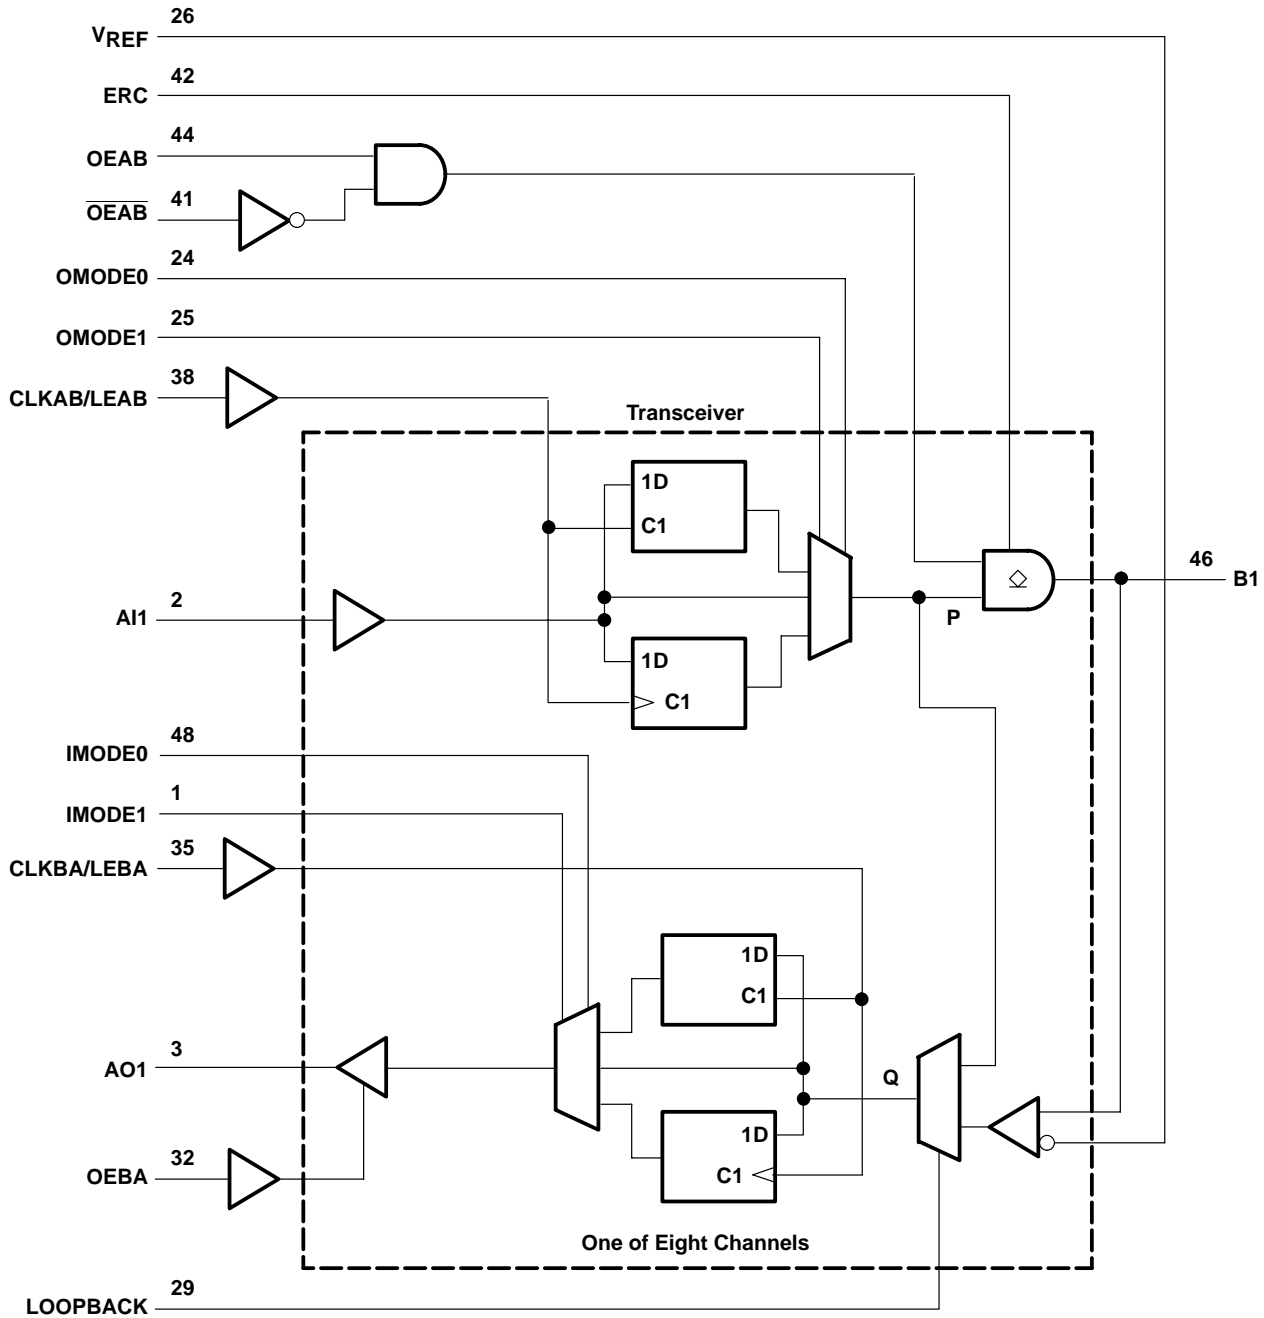 26
VREF
42
ERC
44
OEAB
41
OEAB
24
OMODE0
25
OMODE1
38
CLKAB/LEAB
Transceiver
1D
C1
46
B1
2
AI1
P
1D
C1
48
IMODE0
1
IMODE1
35
CLKBA/LEBA
1D
C1
3
AO1
Q
1D
C1
32
OEBA
One of Eight Channels
29
LOOPBACK